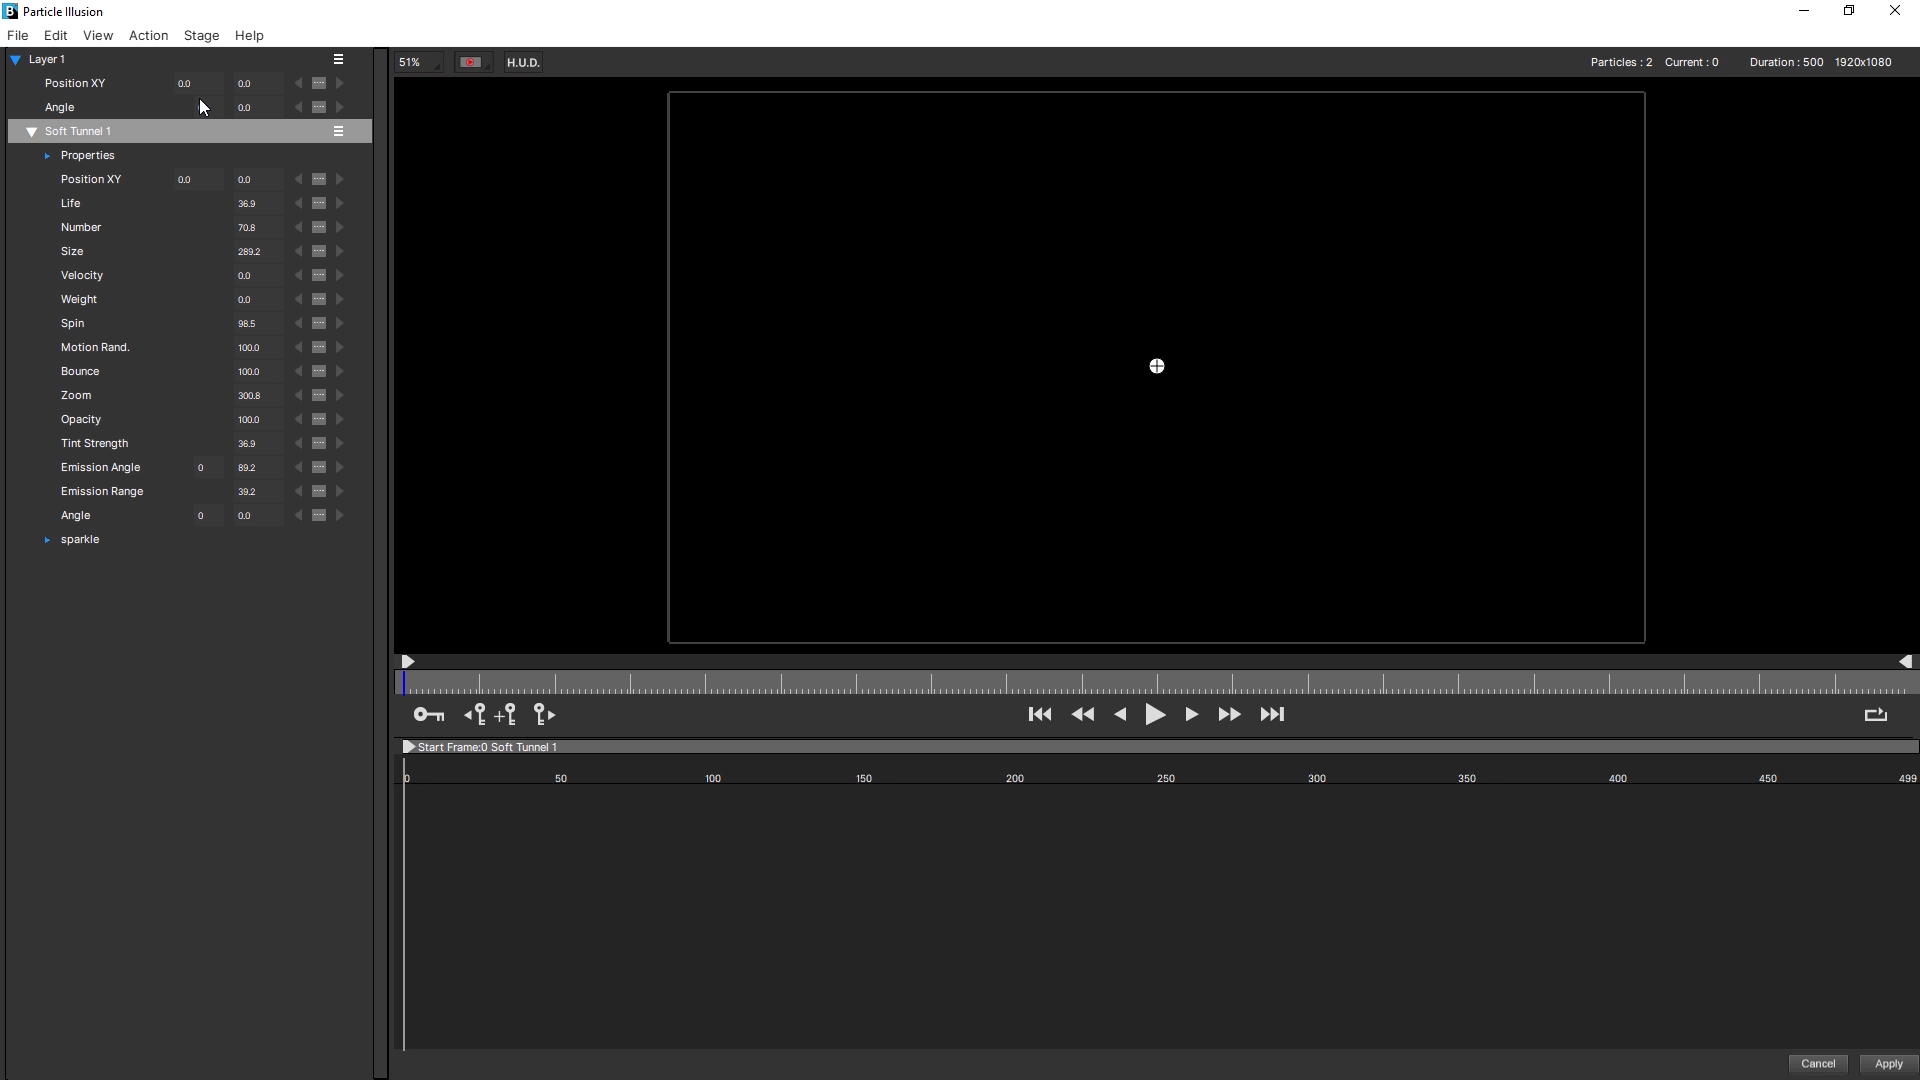 Particle Illusion
File Edit View Action Stage Help
Layer 1
51% H.U.D. Particles : 2 Current : 0 Duration : 500 1920x1080
Position XY 0.0 0.0
Angle 0.0
Soft Tunnel 1
Properties
Position XY 0.0 0.0
Life 36.9
Number 70.8
Size 289.2
Velocity 0.0
Weight 0.0
Spin 98.5
Motion Rand. 100.0
Bounce 100.0
Zoom 300.8
Opacity 100.0
Tint Strength 36.9
Emission Angle 0 89.2
Emission Range 39.2
Angle 0 0.0
sparkle
Start Frame:0 Soft Tunnel 1
0 50 100 150 200 250 300 350 400 450 499
Cancel Apply